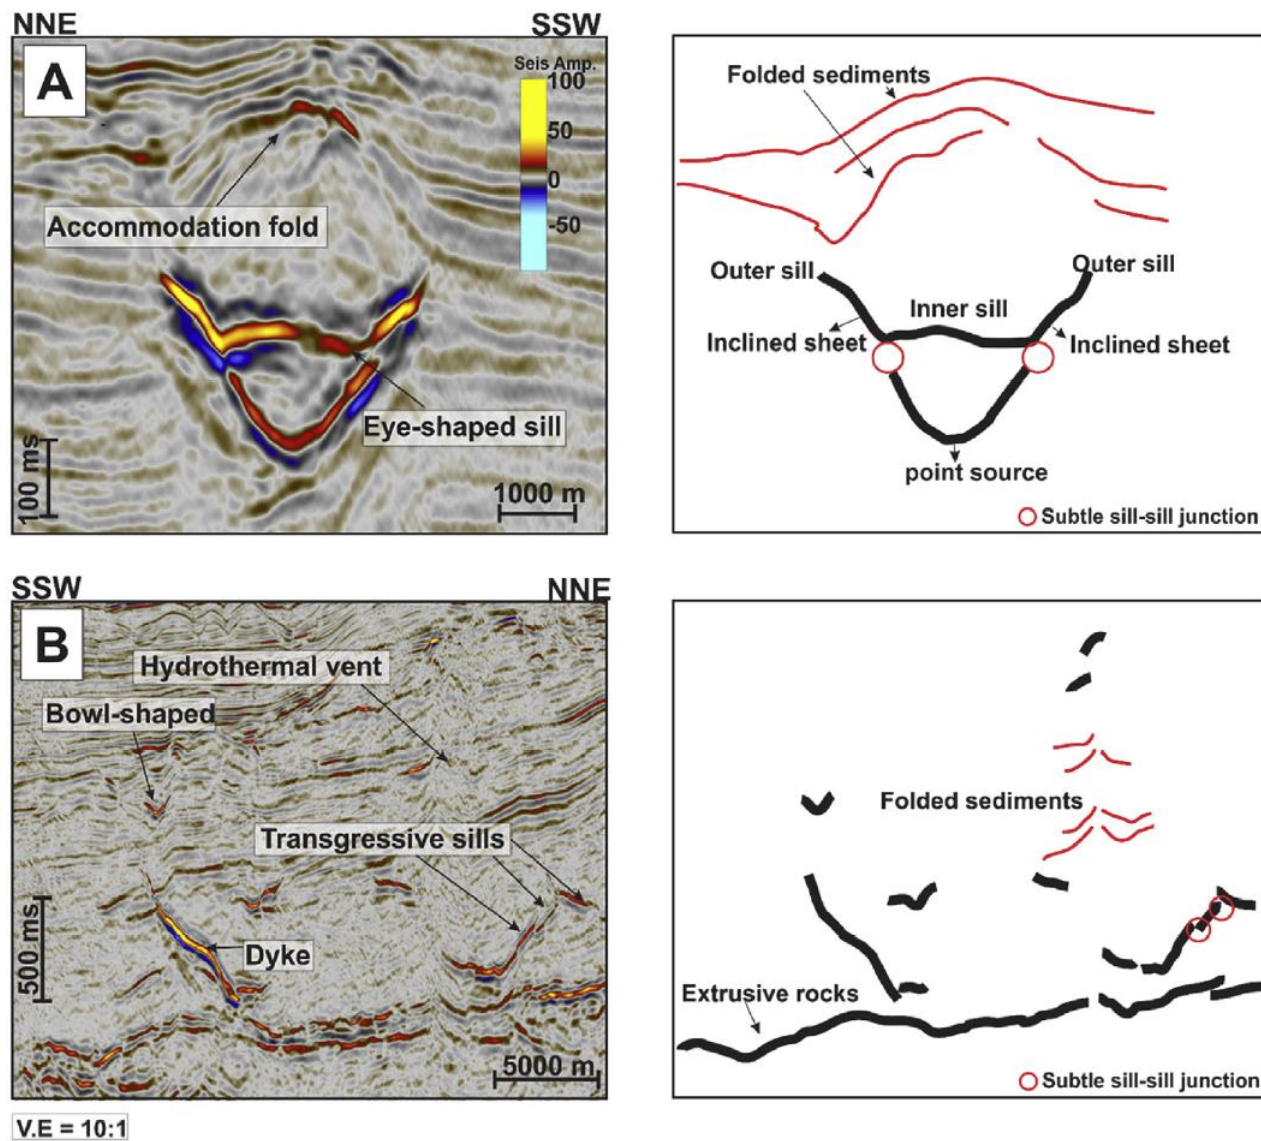 NNE SSW
A
Seis Amp.
100
50
0
-50
Accommodation fold
Eye-shaped sill
100 ms
1000 m
Folded sediments
Outer sill
Outer sill
Inner sill
Inclined sheet
Inclined sheet
point source
Subtle sill-sill junction
SSW NNE
B
Hydrothermal vent
Bowl-shaped
Transgressive sills
Dyke
500 ms
5000 m
V.E = 10:1
Folded sediments
Extrusive rocks
Subtle sill-sill junction